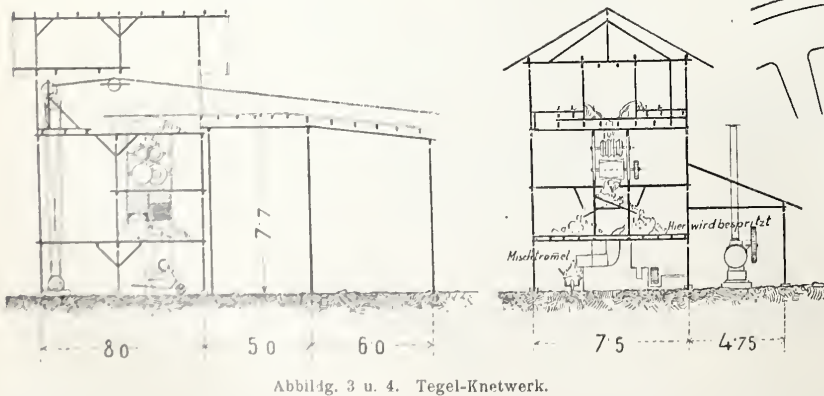 7.7
Hier wird bespritzt
Mischtromel
8 0
5 0
6 0
7·5
4·75
Abbildg. 3 u. 4. Tegel-Knetwerk.